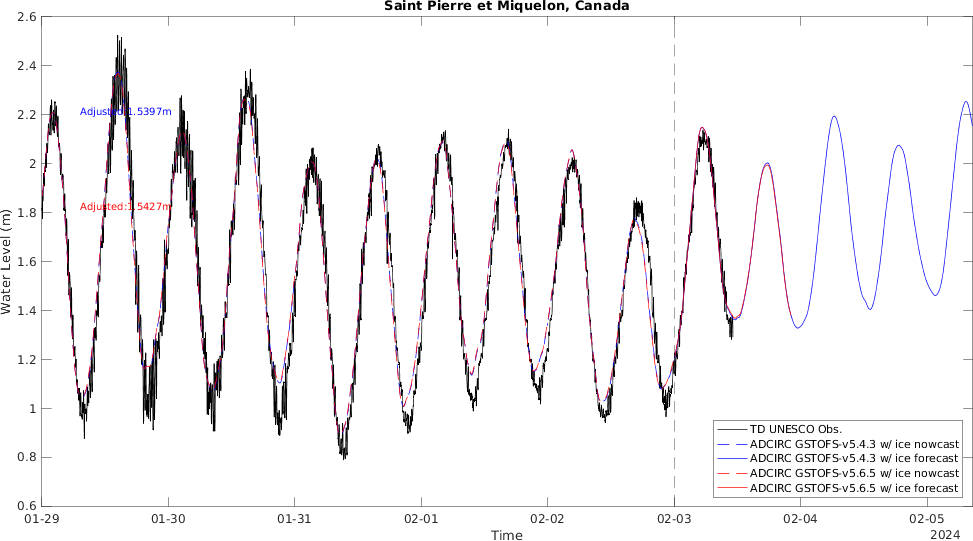 Saint Pierre et Miquelon, Canada
2.6
2.4
2.2
2
1.8
1.6
1.4
1.2
1
0.8
0.6
Water Level (m)
Adjusted:1.5397m
Adjusted:1.5427m
TD UNESCO Obs.
ADCIRC GSTOFS-v5.4.3 w/ ice nowcast
ADCIRC GSTOFS-v5.4.3 w/ ice forecast
ADCIRC GSTOFS-v5.6.5 w/ ice nowcast
ADCIRC GSTOFS-v5.6.5 w/ ice forecast
01-29 01-30 01-31 02-01 02-02 02-03 02-04 02-05
Time
2024